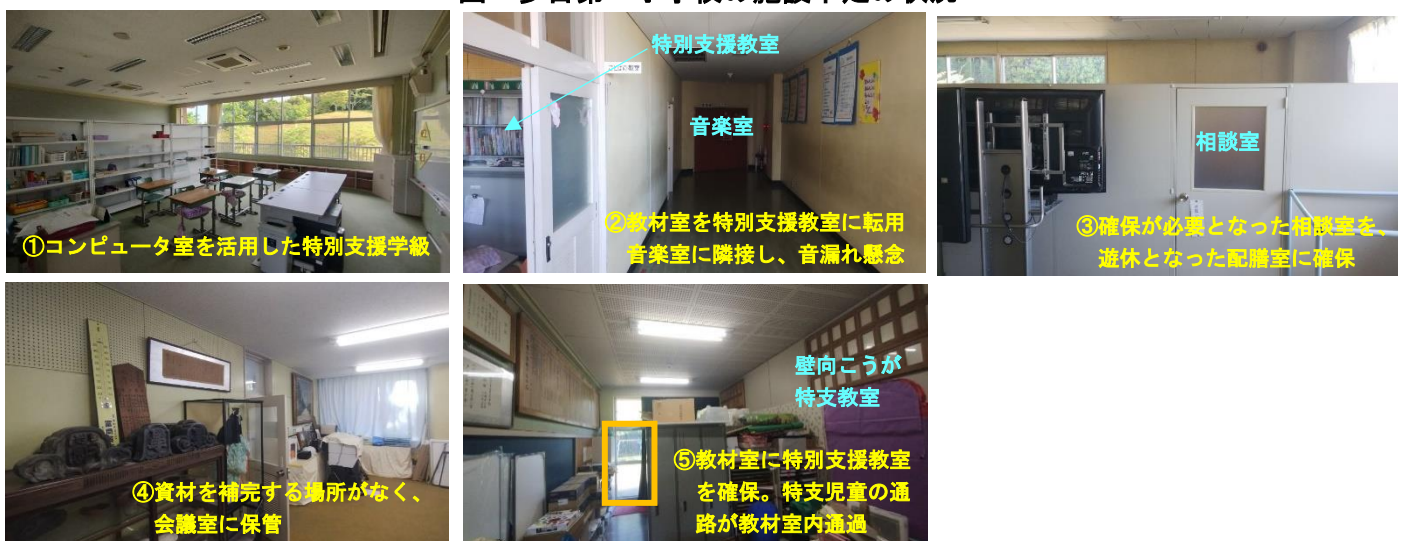 ①コンピュータ室を活用した特別支援学級
特別支援教室
音楽室
②教材室を特別支援教室に転用
音楽室に隣接し、音漏れ懸念
相談室
③確保が必要となった相談室を、
遊休となった配膳室に確保
④資材を補完する場所がなく、
会議室に保管
壁向こうが
特支教室
⑤教材室に特別支援教室
を確保。特支児童の通
路が教材室内通過